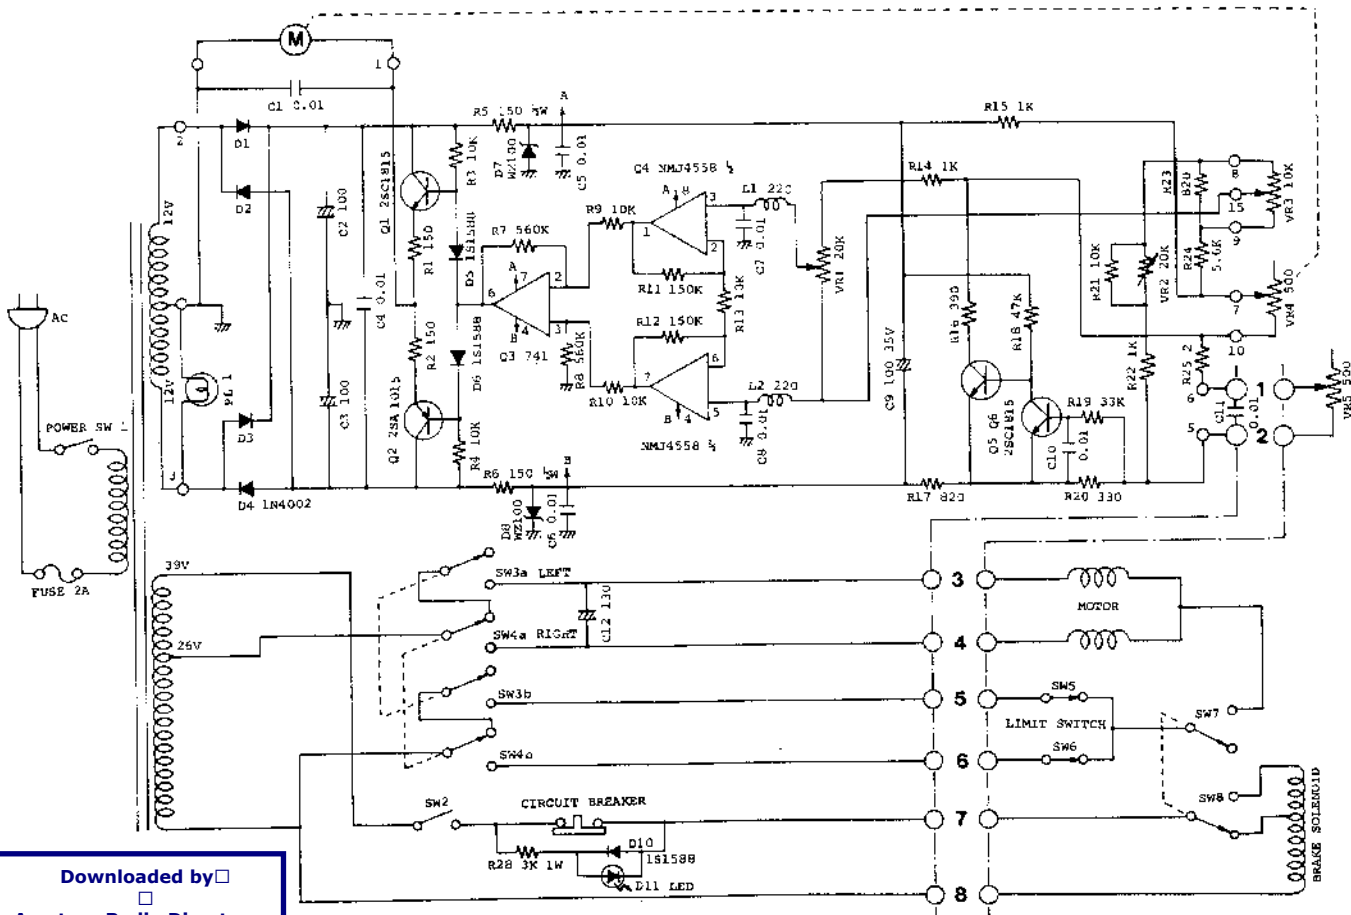 M
1
C1 0.01
R5 150 ½W
A
R15 1K
2
D1
D7
WZ100
C5 0.01
R3 10K
Q1 2SC1815
Q4 NMJ4558 ½
R14 1K
R23
820
8
VR3 10K
D2
A
8
3
L1 220
15
12V
C2 100
R1 150
D5 1S1588
R7 560K
R9 10K
1
2
C7 0.01
9
A
7
2
R11 150K
VR1 20K
R21 10K
VR2 20K
R24
5.6K
VR4 500
AC
C4 0.01
6
R13 10K
R16 390
R18 47K
7
B
4
3
R12 150K
R2 150
Q3 741
R8 560K
6
10
12V
PL 1
C3 100
D6 1S1588
7
C9 100 35V
R22 1K
R25 2
VR5 500
R10 10K
L2 220
6
1
D3
B
4
5
R19 33K
C11
0.01
POWER SW 1
Q2 2SA1015
R4 10K
C8 0.01
Q5 Q6
2SC1815
C10
0.01
5
2
NMJ4558 ½
3
R6 150 ½W
B
D4 1N4002
R17 820
R20 330
D8
WZ100
C6 0.01
39V
SW3a LEFT
3
FUSE 2A
C12 130
MOTOR
26V
SW4a RIGHT
4
SW3b
5
SW5
LIMIT SWITCH
SW7
SW4a
6
SW6
SW2
CIRCUIT BREAKER
7
SW8
BRAKE SOLENOID
R28 3K 1W
D10
1S1588
D11 LED
8
Downloaded by